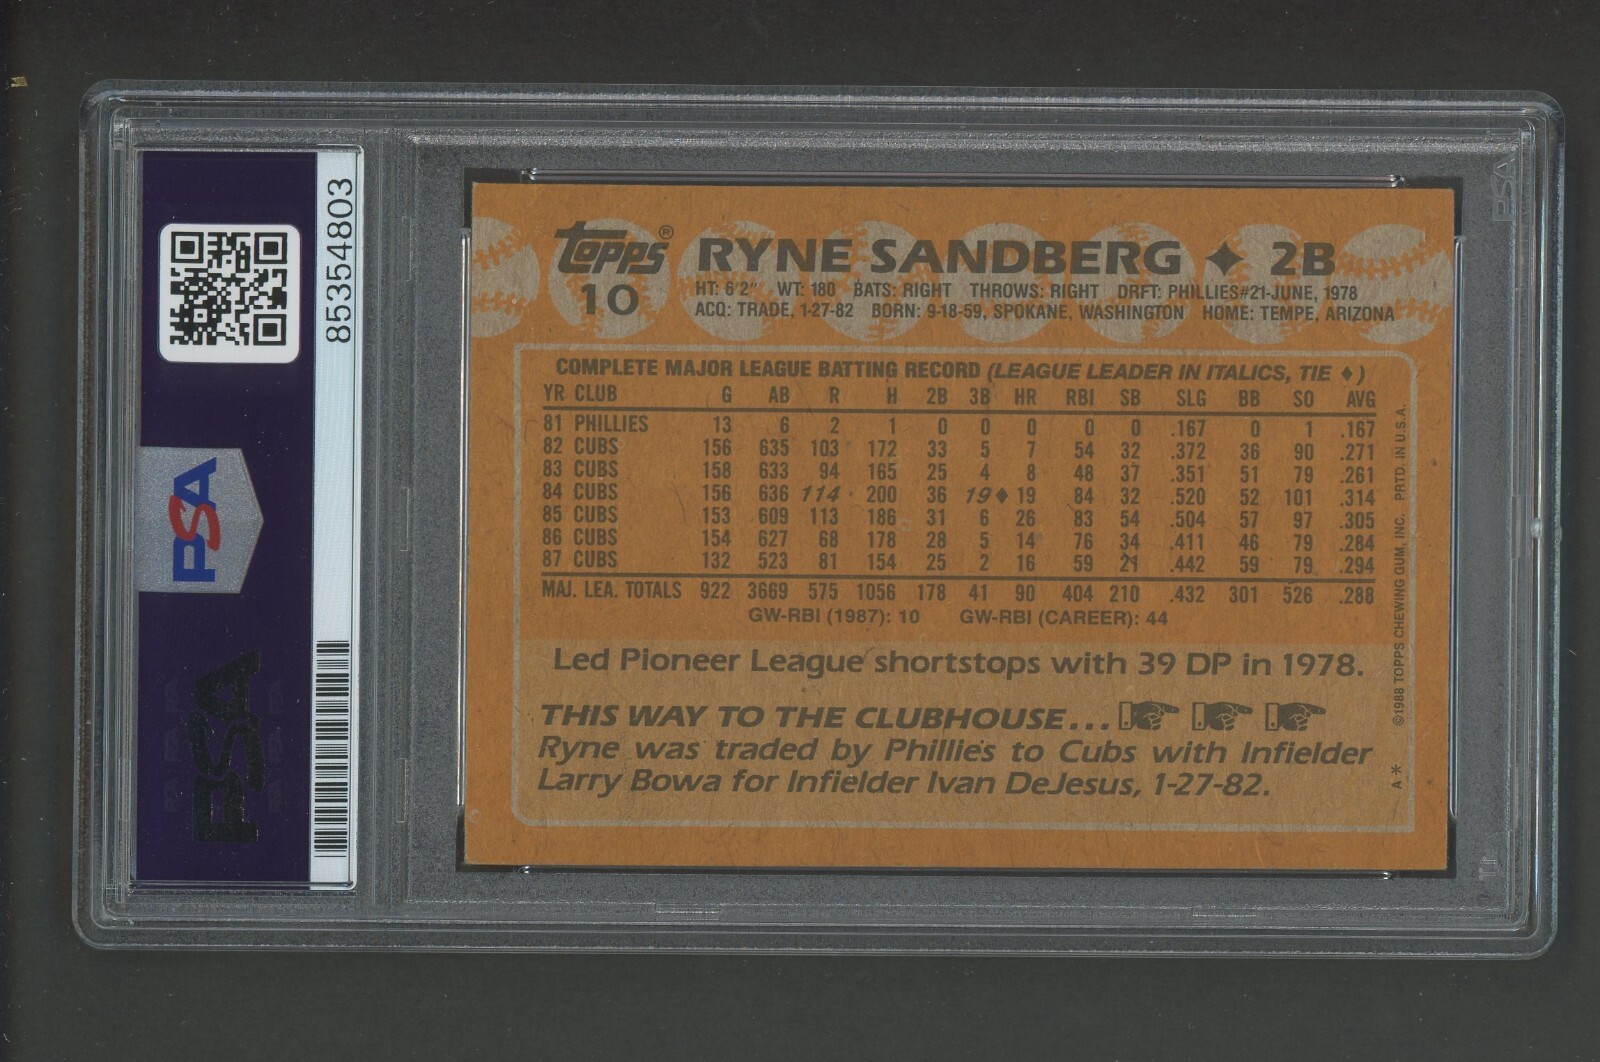 85354803
PSA
PSA
PSA
topps® RYNE SANDBERG ✦ 2B
10
HT: 6'2" WT: 180 BATS: RIGHT THROWS: RIGHT DRFT: PHILLIES#21-JUNE, 1978
ACQ: TRADE, 1-27-82 BORN: 9-18-59, SPOKANE, WASHINGTON HOME: TEMPE, ARIZONA
COMPLETE MAJOR LEAGUE BATTING RECORD (LEAGUE LEADER IN ITALICS, TIE ♦)
YR CLUB G AB R H 2B 3B HR RBI SB SLG BB SO AVG
81 PHILLIES 13 6 2 1 0 0 0 0 0 .167 0 1 .167
82 CUBS 156 635 103 172 33 5 7 54 32 .372 36 90 .271
83 CUBS 158 633 94 165 25 4 8 48 37 .351 51 79 .261
84 CUBS 156 636 114 200 36 19♦ 19 84 32 .520 52 101 .314
85 CUBS 153 609 113 186 31 6 26 83 54 .504 57 97 .305
86 CUBS 154 627 68 178 28 5 14 76 34 .411 46 79 .284
87 CUBS 132 523 81 154 25 2 16 59 21 .442 59 79 .294
MAJ. LEA. TOTALS 922 3669 575 1056 178 41 90 404 210 .432 301 526 .288
GW-RBI (1987): 10 GW-RBI (CAREER): 44
Led Pioneer League shortstops with 39 DP in 1978.
THIS WAY TO THE CLUBHOUSE...
Ryne was traded by Phillies to Cubs with Infielder
Larry Bowa for Infielder Ivan DeJesus, 1-27-82.
A* ©1988 TOPPS CHEWING GUM, INC. PRTD. IN U.S.A.